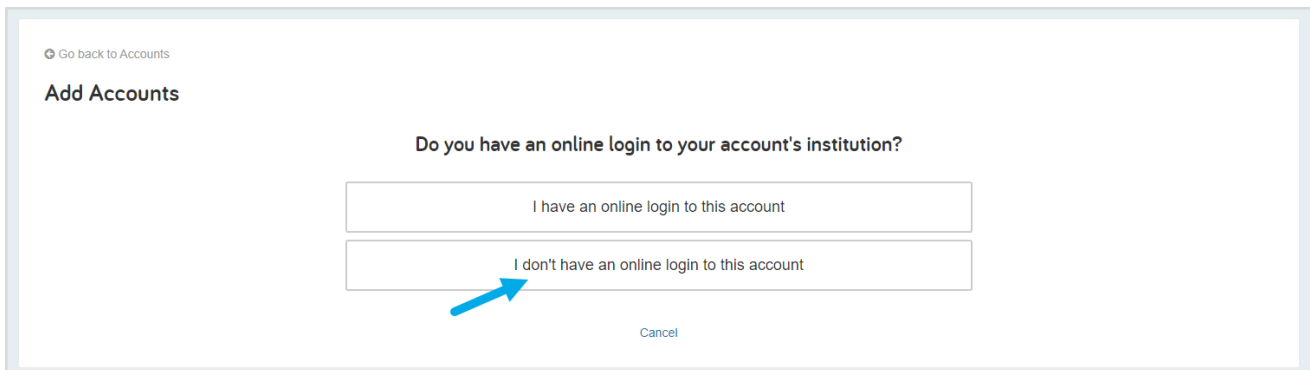 Go back to Accounts
Add Accounts
Do you have an online login to your account's institution?
I have an online login to this account
I don't have an online login to this account
Cancel